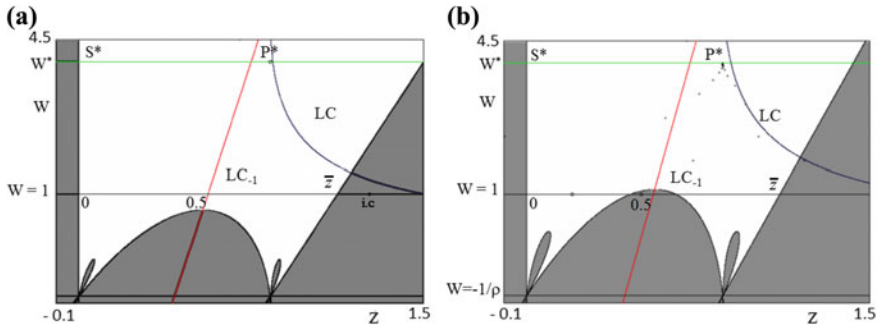 (a)
4.5
S*
P*
W*
W
LC
LC-1
z̅
W = 1
0
0.5
i.c
- 0.1
Z
1.5
(b)
4.5
S*
P*
W*
W
LC
LC-1
z̅
W = 1
0
0.5
W=-1/ρ
- 0.1
Z
1.5